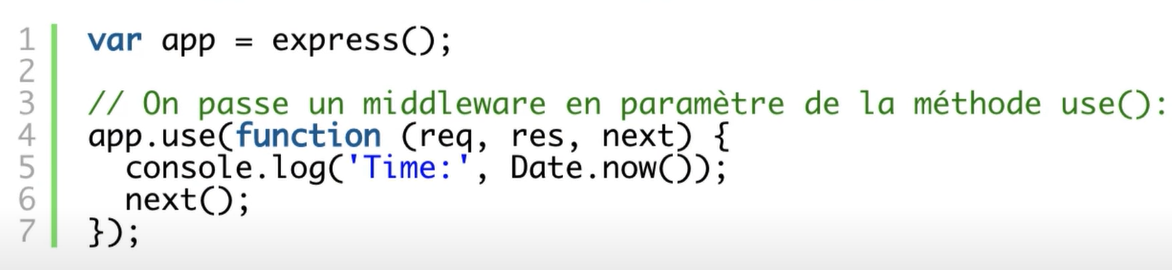 1 var app = express();
2
3 // On passe un middleware en paramètre de la méthode use():
4 app.use(function (req, res, next) {
5   console.log('Time:', Date.now());
6   next();
7 });